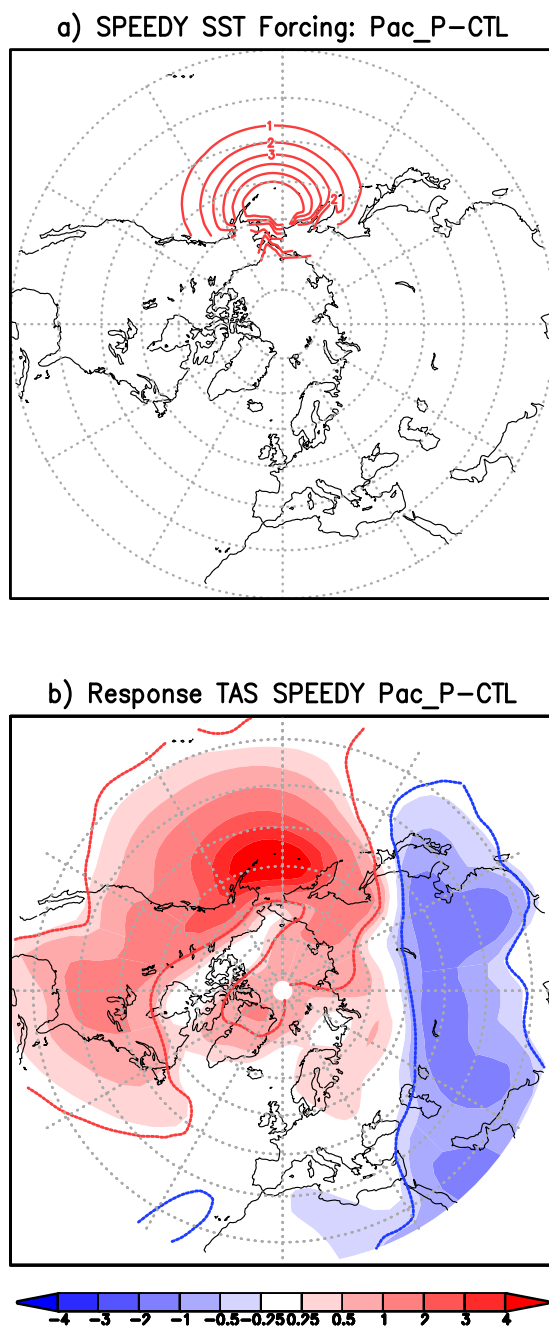 a) SPEEDY SST Forcing: Pac_P-CTL
1
2
3
2
b) Response TAS SPEEDY Pac_P-CTL
-4 -3 -2 -1 -0.5 -0.25 0.25 0.5 1 2 3 4